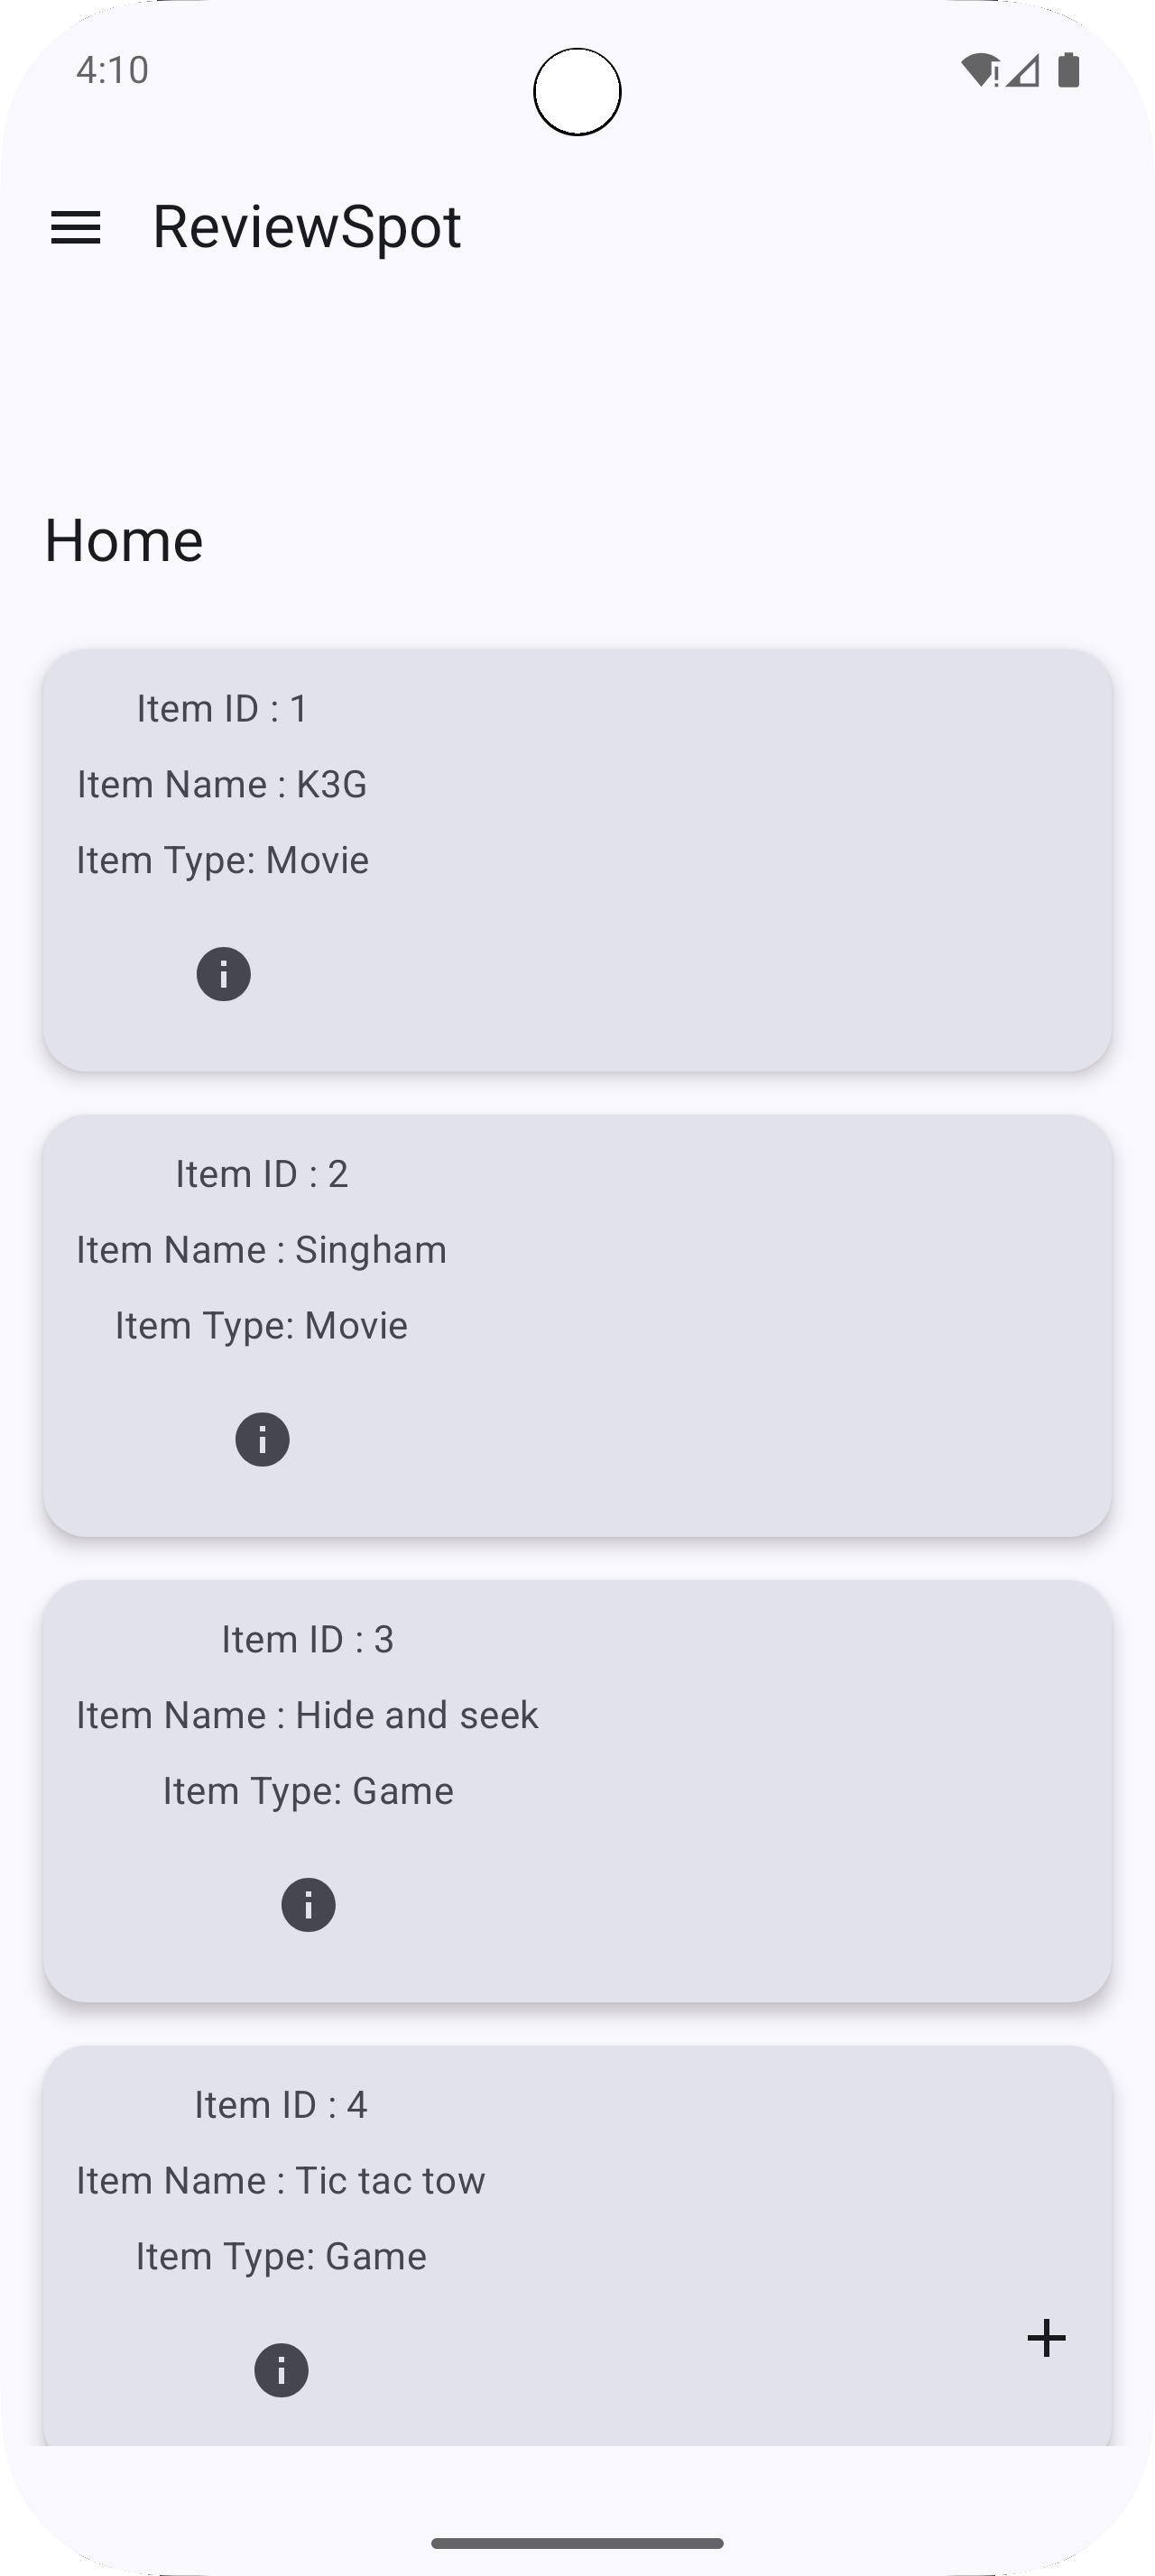 4:10
ReviewSpot
Home
Item ID : 1
Item Name : K3G
Item Type: Movie
Item ID : 2
Item Name : Singham
Item Type: Movie
Item ID : 3
Item Name : Hide and seek
Item Type: Game
Item ID : 4
Item Name : Tic tac tow
Item Type: Game